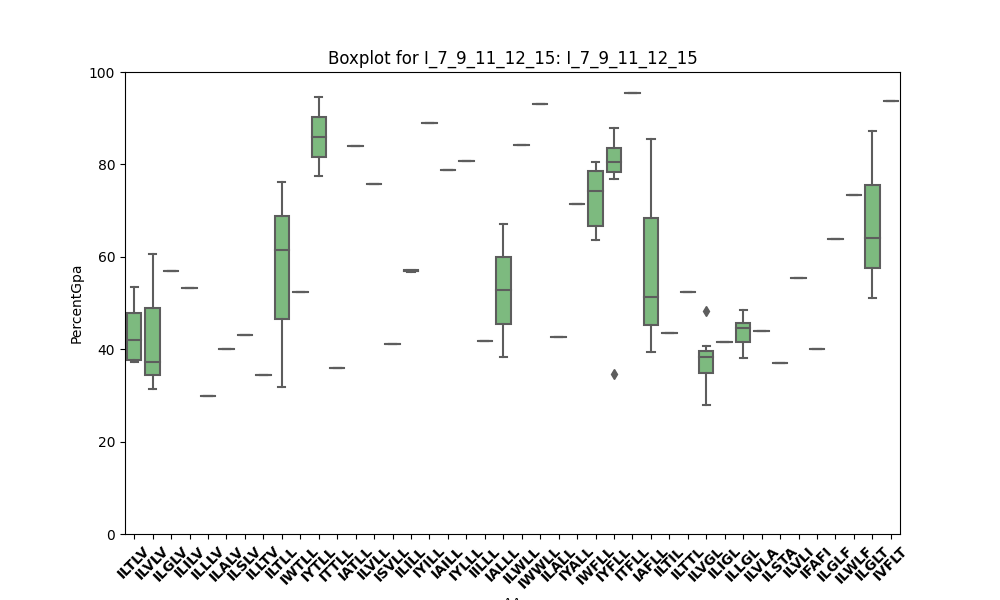 Boxplot for I_7_9_11_12_15: I_7_9_11_12_15
PercentGpa
100
80
60
40
20
0
ILTLV
ILVLV
ILGLV
ILILV
ILLLV
ILALV
ILSLV
ILLTV
ILTLL
IWTLL
IYTLL
ITTLL
IATLL
ILVLL
ISVLL
ILILL
IYILL
IAILL
IYLLL
IILLL
IALLL
ILWLL
IWWLL
ILALL
IYALL
IWFLL
IYFLL
ITFLL
IAFLL
ILTIL
ILTTL
ILVGL
ILIGL
ILLGL
ILVLA
ILSTA
ILVLI
IFAFI
ILGLF
ILWLF
ILGLT
IVFLT